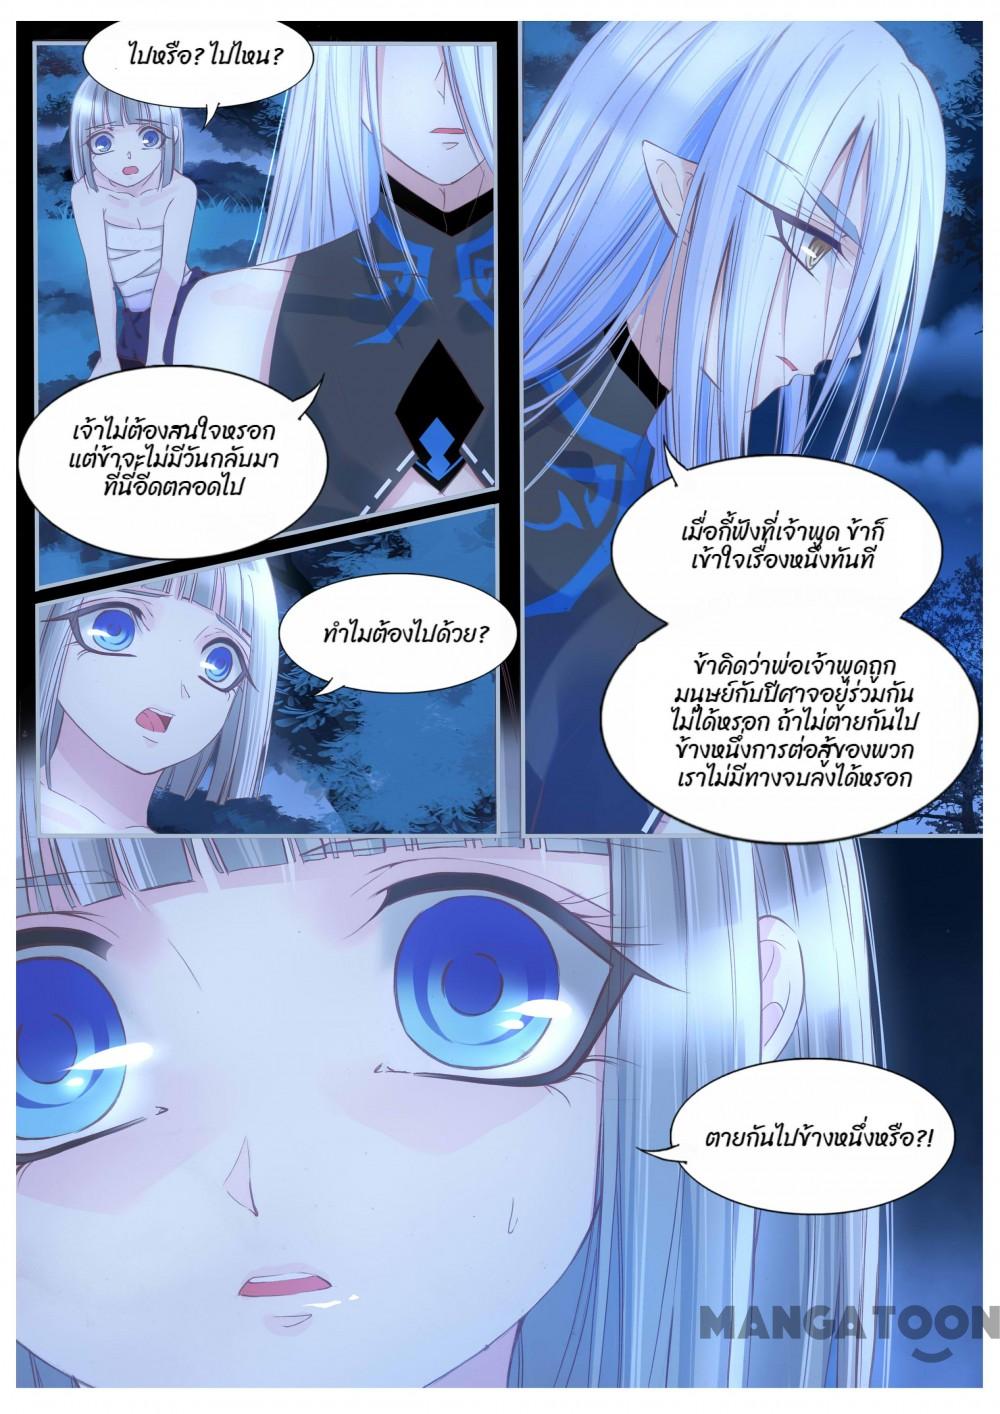 ไปหรือ? ไปไหน?
เจ้าไม่ต้องสนใจหรอก
แต่ข้าจะไม่มีวันกลับมา
ที่นี่อีดตลอดไป
ทำไมต้องไปด้วย?
เมื่อกี้ฟังที่เจ้าพูด ข้าก็
เข้าใจเรื่องหนึ่งทันที
ข้าคิดว่าพ่อเจ้าพูดถูก
มนุษย์กับปีศาจอยู่ร่วมกัน
ไม่ได้หรอก ถ้าไม่ตายกันไป
ข้างหนึ่งการต่อสู้ของพวก
เราไม่มีทางจบลงได้หรอก
ตายกันไปข้างหนึ่งหรือ?!
MANGATOON